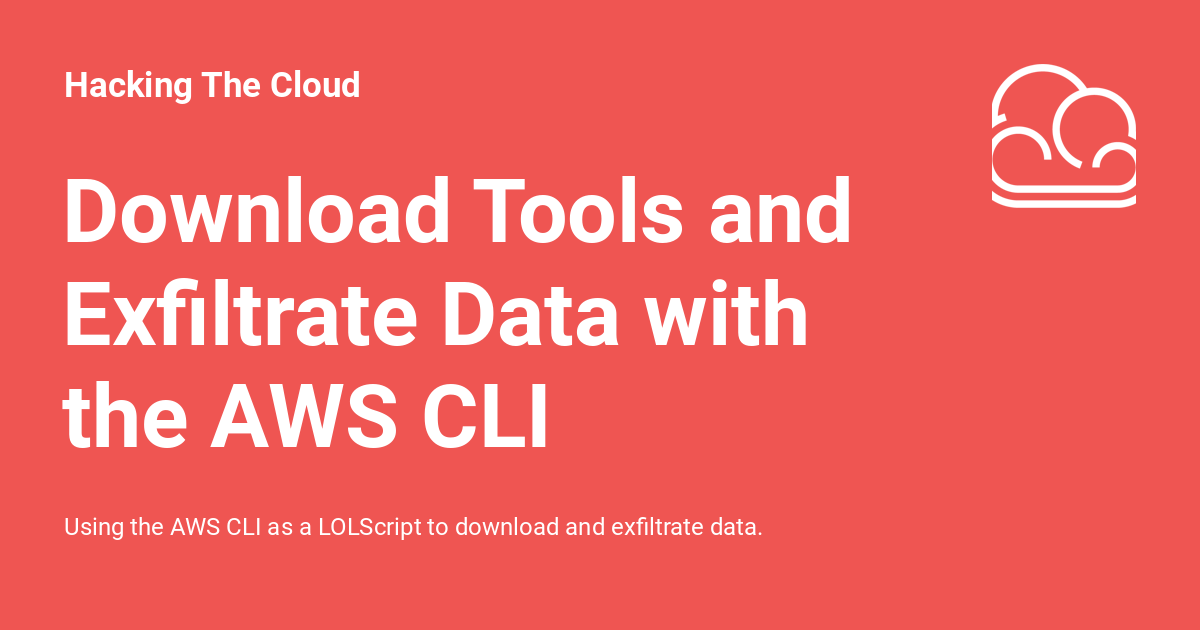 Hacking The Cloud
Download Tools and
Exfiltrate Data with
the AWS CLI
Using the AWS CLI as a LOLScript to download and exfiltrate data.